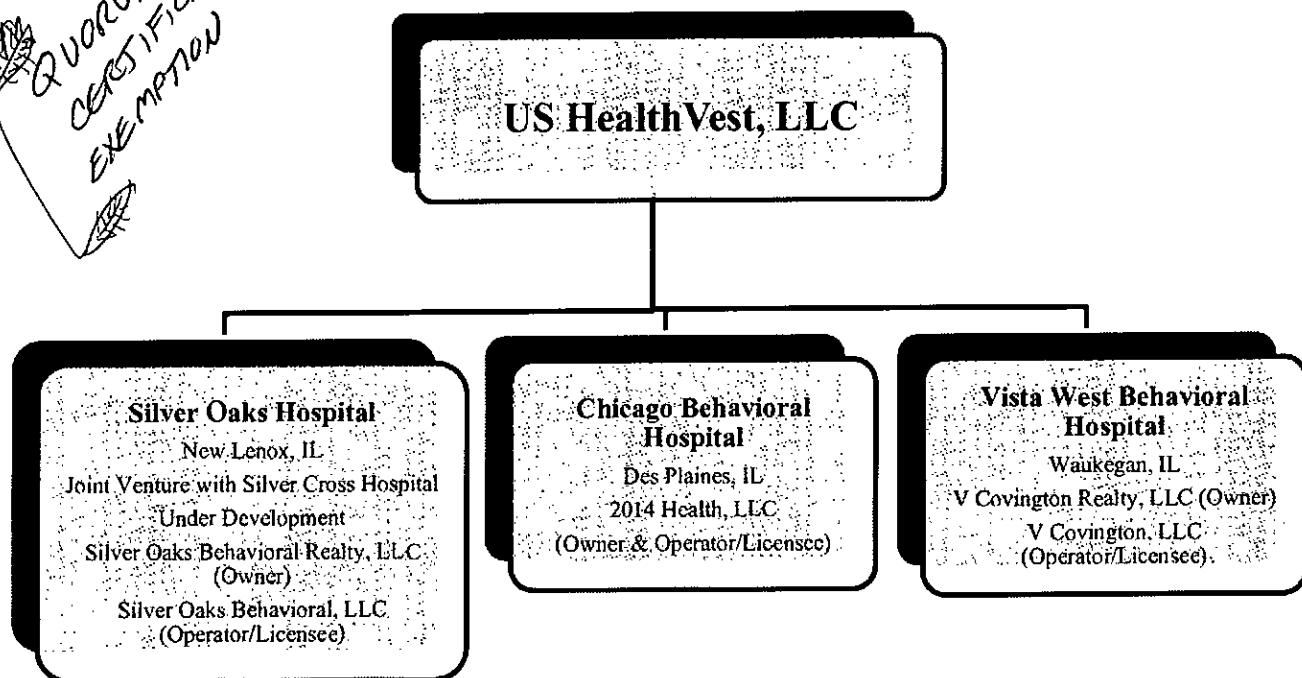 CERTIFIC
EXEMPTION
US HealthVest, LLC
Silver Oaks Hospital
New Lenox, IL
Joint Venture with Silver Cross Hospital
Under Development
Silver Oaks Behavioral Realty, LLC
(Owner)
Silver Oaks Behavioral, LLC
(Operator/Licensee)
Chicago Behavioral
Hospital
Des Plaines, IL
2014 Health, LLC
(Owner & Operator/Licensee)
Vista West Behavioral
Hospital
Waukegan, IL
V Covington Realty, LLC (Owner)
V Covington, LLC
(Operator/Licensee)